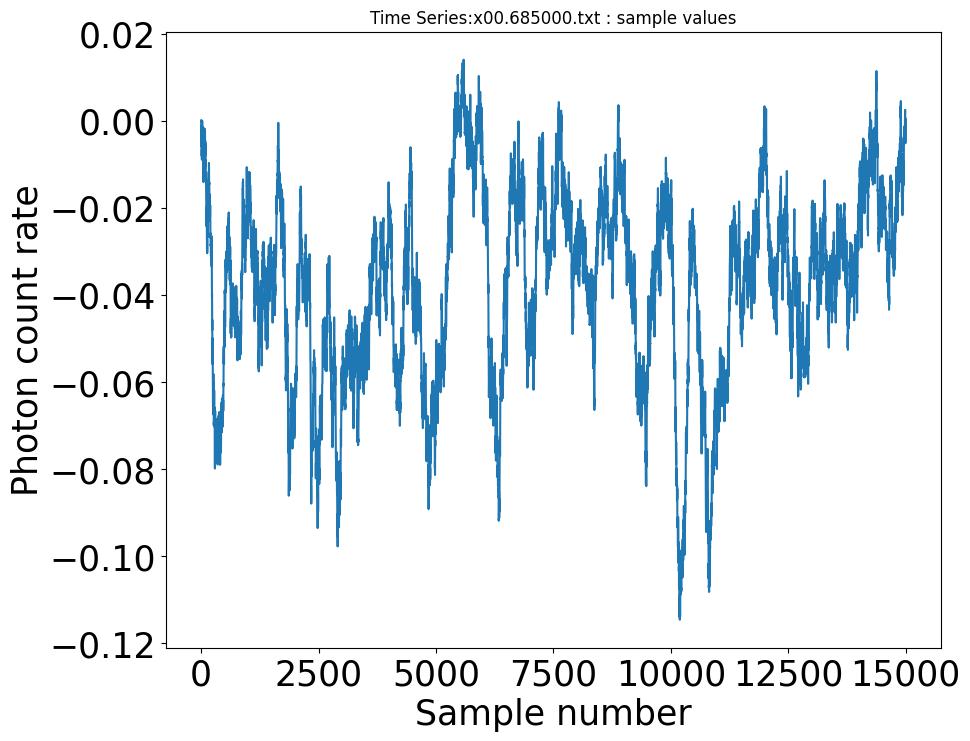 Time Series:x00.685000.txt : sample values
0.02
0.00
−0.02
−0.04
−0.06
−0.08
−0.10
−0.12
Photon count rate
0 2500 5000 7500 10000 12500 15000
Sample number